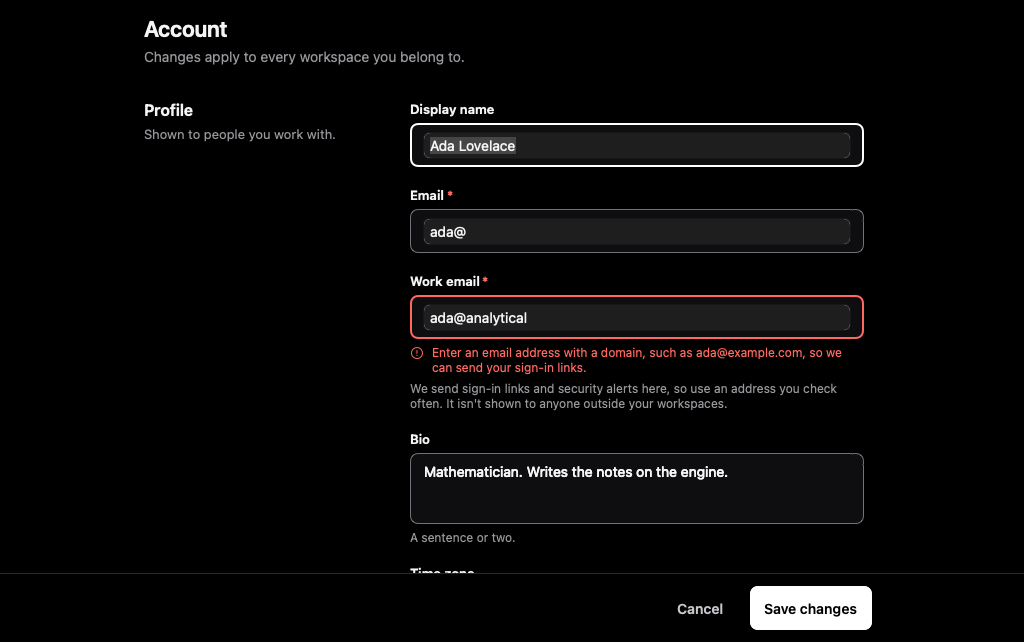 Account
Changes apply to every workspace you belong to.
Profile
Shown to people you work with.
Display name
Ada Lovelace
Email *
ada@
Work email *
ada@analytical
Enter an email address with a domain, such as ada@example.com, so we
can send your sign-in links.
We send sign-in links and security alerts here, so use an address you check
often. It isn't shown to anyone outside your workspaces.
Bio
Mathematician. Writes the notes on the engine.
A sentence or two.
Time zone
Cancel
Save changes